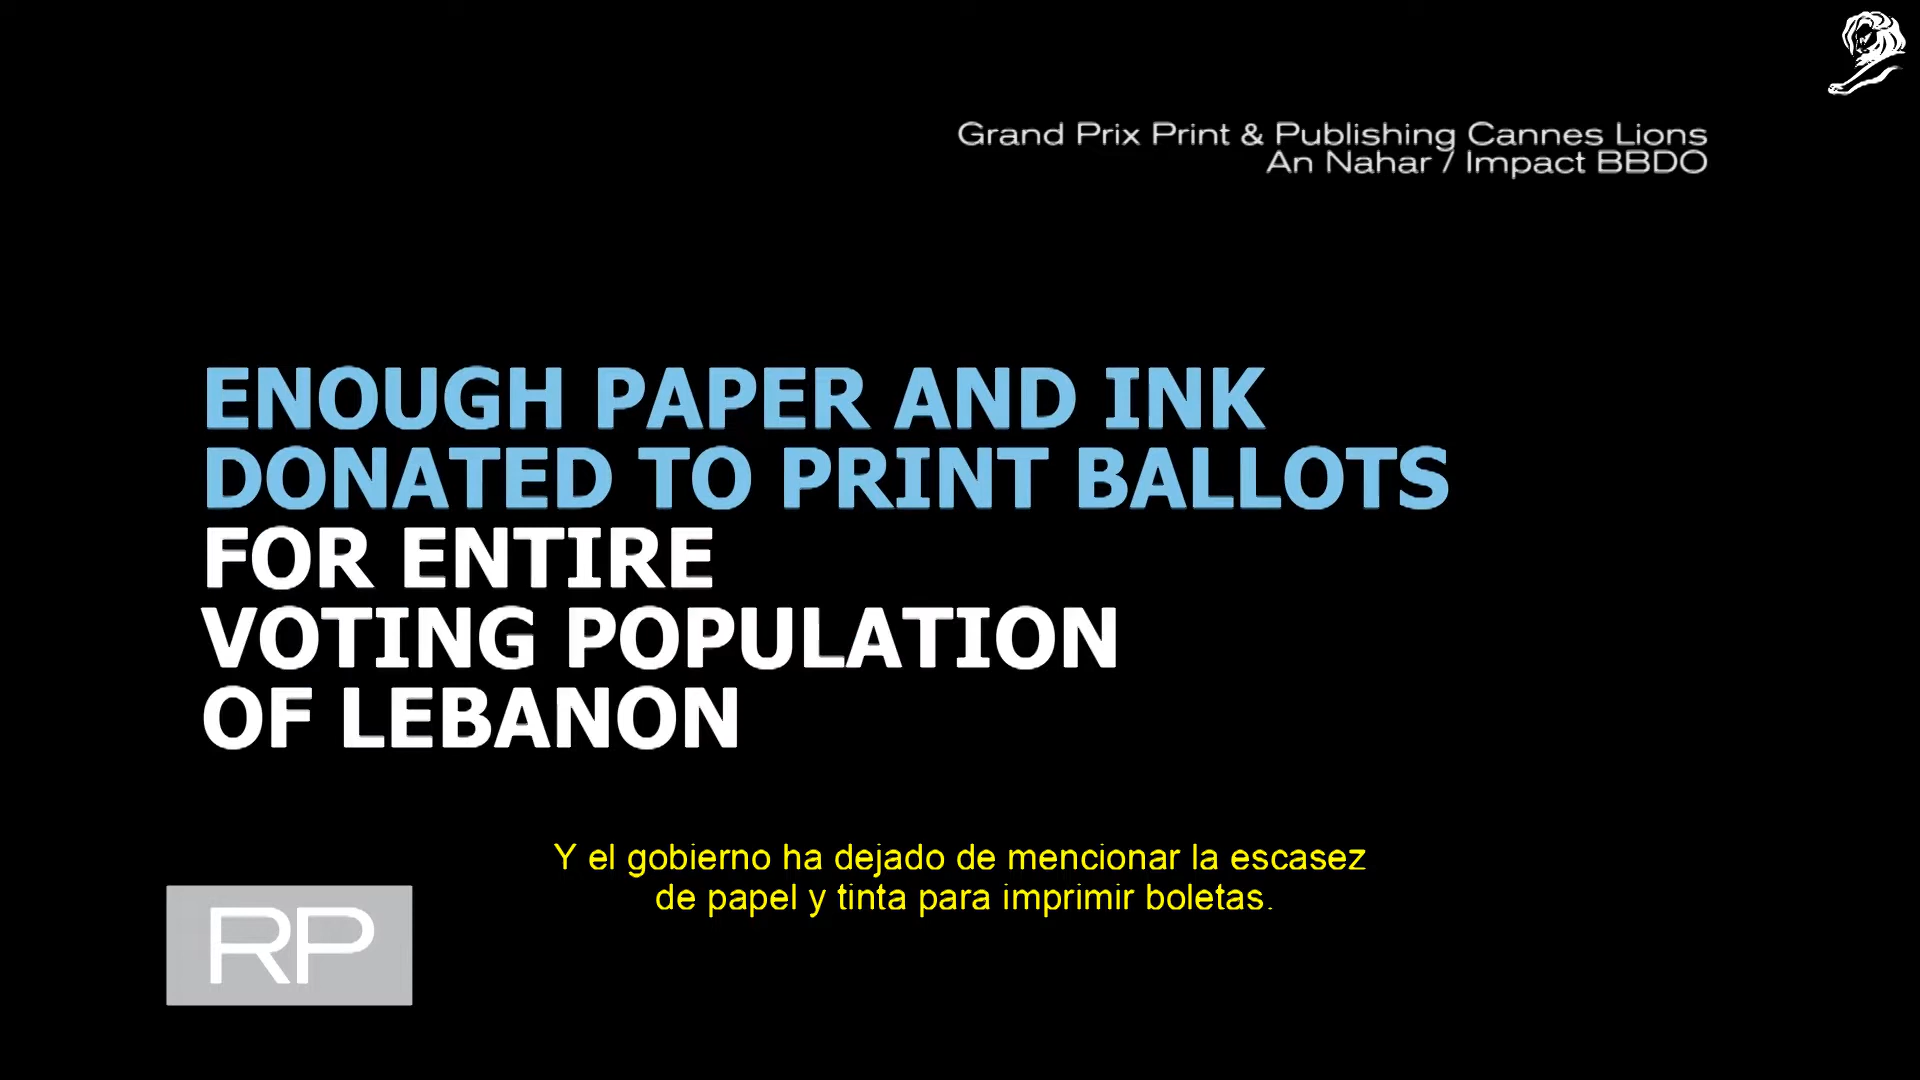 Grand Prix Print & Publishing Cannes Lions
An Nahar / Impact BBDO
ENOUGH PAPER AND INK
DONATED TO PRINT BALLOTS
FOR ENTIRE
VOTING POPULATION
OF LEBANON
Y el gobierno ha dejado de mencionar la escasez
de papel y tinta para imprimir boletas.
RP